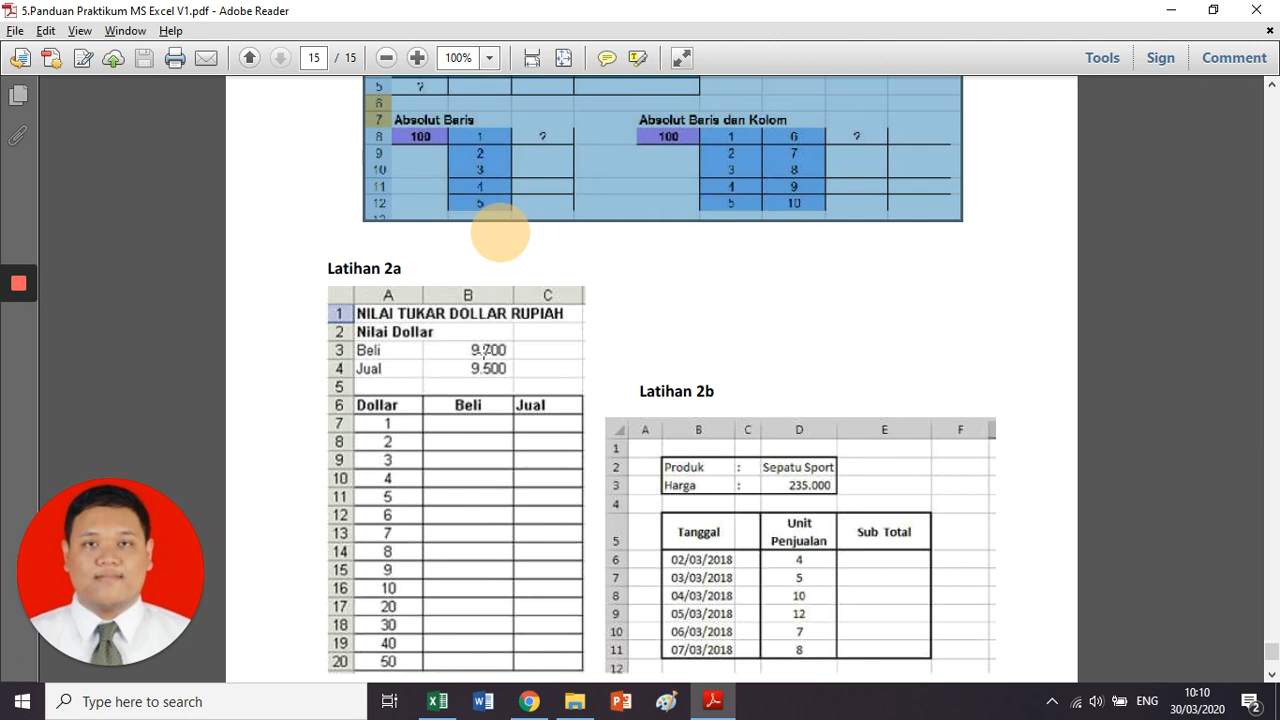 5.Panduan Praktikum MS Excel V1.pdf - Adobe Reader
File Edit View Window Help
15 / 15 100% Tools Sign Comment
5 ?
6
7 Absolut Baris Absolut Baris dan Kolom
8 100 1 ? 100 1 6 ?
9 2 2 7
10 3 3 8
11 4 4 9
12 5 5 10
Latihan 2a
A B C
1 NILAI TUKAR DOLLAR RUPIAH
2 Nilai Dollar
3 Beli 9.700
4 Jual 9.500
5
6 Dollar Beli Jual
7 1
8 2
9 3
10 4
11 5
12 6
13 7
14 8
15 9
16 10
17 20
18 30
19 40
20 50
Latihan 2b
A B C D E F
1
2 Produk : Sepatu Sport
3 Harga : 235.000
4
5 Tanggal Unit Penjualan Sub Total
6 02/03/2018 4
7 03/03/2018 5
8 04/03/2018 10
9 05/03/2018 12
10 06/03/2018 7
11 07/03/2018 8
12
Type here to search
ENG
10:10
30/03/2020
2